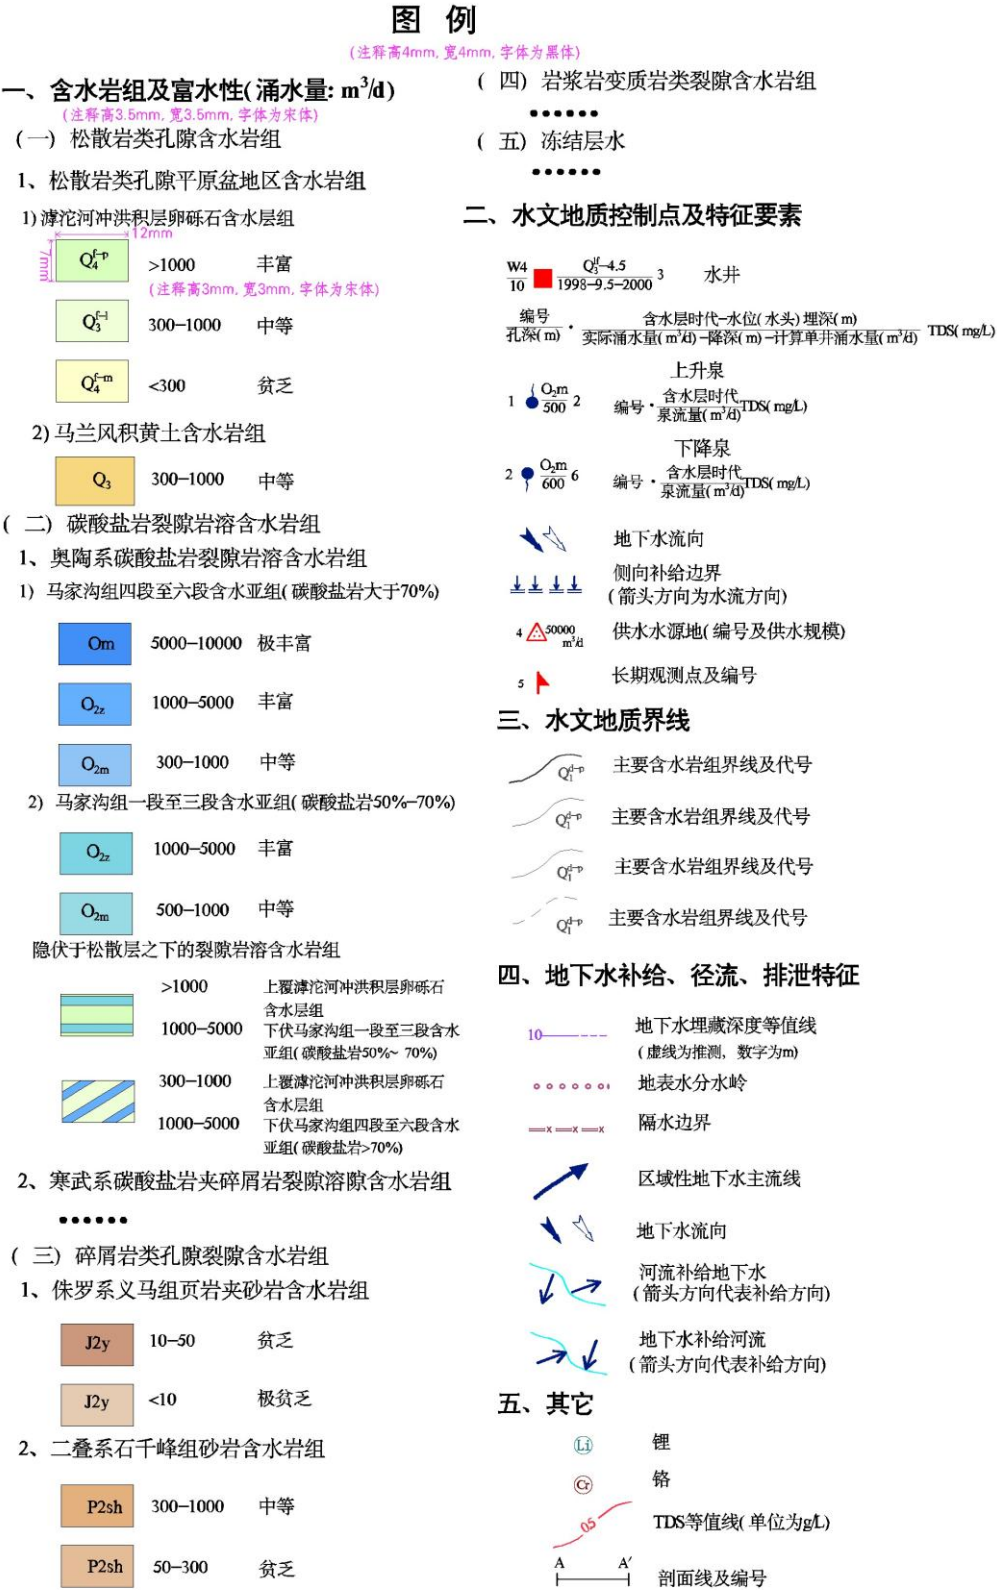 图 例
(注释高4mm, 宽4mm, 字体为黑体)
一、含水岩组及富水性(涌水量: m³/d)
(注释高3.5mm, 宽3.5mm, 字体为宋体)
(一) 松散岩类孔隙含水岩组
1、松散岩类孔隙平原盆地区含水岩组
1) 滹沱河冲洪积层卵砾石含水层组
12mm
7mm
Q₄ᶠ⁻ᵖ >1000 丰富
(注释高3mm, 宽3mm, 字体为宋体)
Q₃ᶠ⁻ˡ 300-1000 中等
Q₄ᶠ⁻ᵐ <300 贫乏
2) 马兰风积黄土含水岩组
Q₃ 300-1000 中等
(二) 碳酸盐岩裂隙岩溶含水岩组
1、奥陶系碳酸盐岩裂隙岩溶含水岩组
1) 马家沟组四段至六段含水亚组(碳酸盐岩大于70%)
Om 5000-10000 极丰富
O₂z 1000-5000 丰富
O₂m 300-1000 中等
2) 马家沟组一段至三段含水亚组(碳酸盐岩50%-70%)
O₂z 1000-5000 丰富
O₂m 500-1000 中等
隐伏于松散层之下的裂隙岩溶含水岩组
>1000 上覆滹沱河冲洪积层卵砾石
含水层组
1000-5000 下伏马家沟组一段至三段含水
亚组(碳酸盐岩50%~70%)
300-1000 上覆滹沱河冲洪积层卵砾石
含水层组
1000-5000 下伏马家沟组四段至六段含水
亚组(碳酸盐岩>70%)
2、寒武系碳酸盐岩夹碎屑岩裂隙溶隙含水岩组
••••••
(三) 碎屑岩类孔隙裂隙含水岩组
1、侏罗系义马组页岩夹砂岩含水岩组
J2y 10-50 贫乏
J2y <10 极贫乏
2、二叠系石千峰组砂岩含水岩组
P2sh 300-1000 中等
P2sh 50-300 贫乏
(四) 岩浆岩变质岩类裂隙含水岩组
••••••
(五) 冻结层水
••••••
二、水文地质控制点及特征要素
W4 Q₃ˡᶠ-4.5
10 1998-9.5-2000 3 水井
编号 含水层时代-水位(水头)埋深(m)
孔深(m) · 实际涌水量(m³/d)-降深(m)-计算单井涌水量(m³/d) TDS(mg/L)
上升泉
1 O₂m 2 编号 · 含水层时代 TDS(mg/L)
500 泉流量(m³/d)
下降泉
2 O₂m 6 编号 · 含水层时代 TDS(mg/L)
600 泉流量(m³/d)
地下水流向
侧向补给边界
(箭头方向为水流方向)
4 50000 m³/d 供水水源地(编号及供水规模)
5 长期观测点及编号
三、水文地质界线
Q₁ᵈ⁻ᵖ 主要含水岩组界线及代号
Q₁ᵈ⁻ᵖ 主要含水岩组界线及代号
Q₁ᵈ⁻ᵖ 主要含水岩组界线及代号
Q₁ᵈ⁻ᵖ 主要含水岩组界线及代号
四、地下水补给、径流、排泄特征
10 地下水埋藏深度等值线
(虚线为推测, 数字为m)
地表水分水岭
隔水边界
区域性地下水主流线
地下水流向
河流补给地下水
(箭头方向代表补给方向)
地下水补给河流
(箭头方向代表补给方向)
五、其它
Li 锂
Cr 铬
0.5 TDS等值线(单位为g/L)
A A′ 剖面线及编号